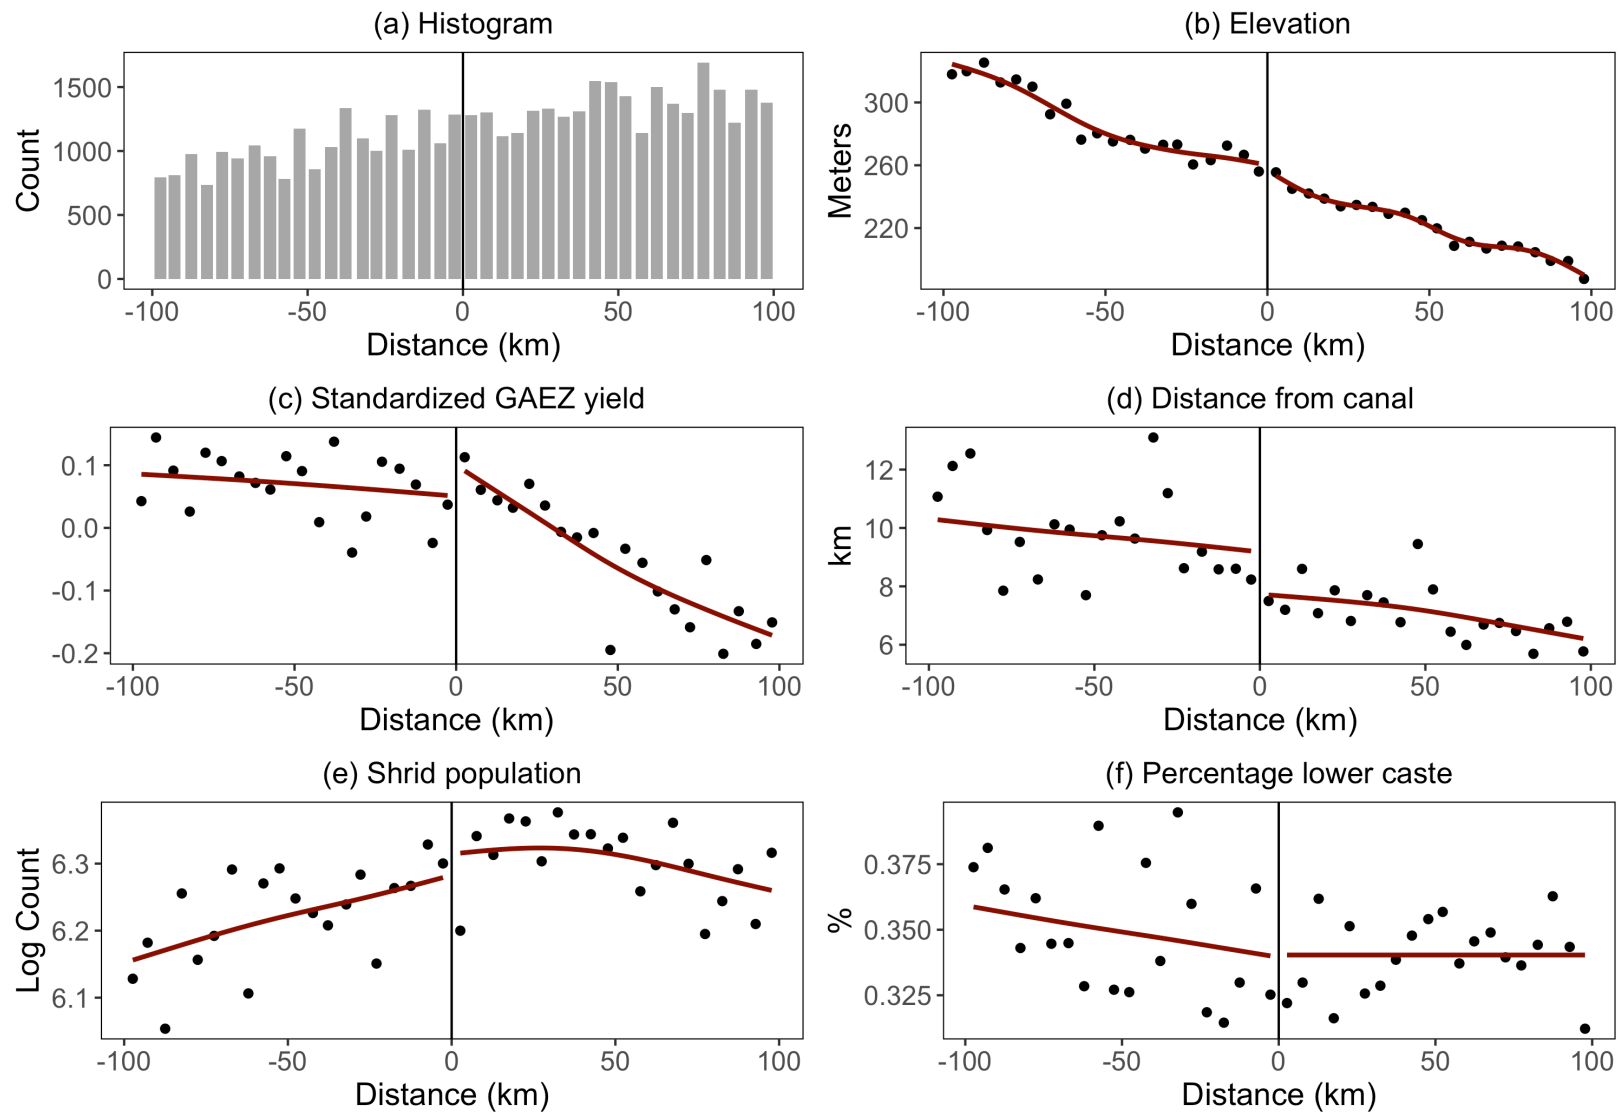 (a) Histogram
Count
1500
1000
500
0
-100 -50 0 50 100
Distance (km)
(b) Elevation
Meters
300
260
220
-100 -50 0 50 100
Distance (km)
(c) Standardized GAEZ yield
0.1
0.0
-0.1
-0.2
-100 -50 0 50 100
Distance (km)
(d) Distance from canal
km
12
10
8
6
-100 -50 0 50 100
Distance (km)
(e) Shrid population
Log Count
6.3
6.2
6.1
-100 -50 0 50 100
Distance (km)
(f) Percentage lower caste
%
0.375
0.350
0.325
-100 -50 0 50 100
Distance (km)